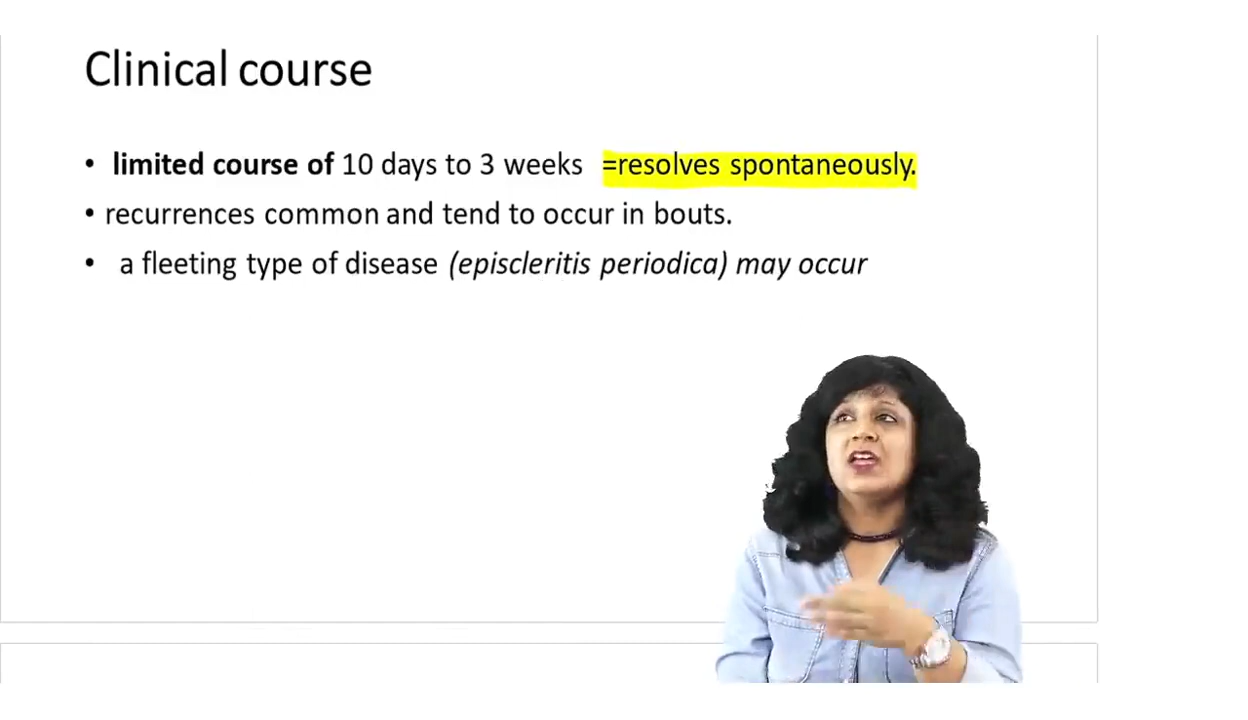 Clinical course
• limited course of 10 days to 3 weeks =resolves spontaneously.
• recurrences common and tend to occur in bouts.
• a fleeting type of disease (episcleritis periodica) may occur